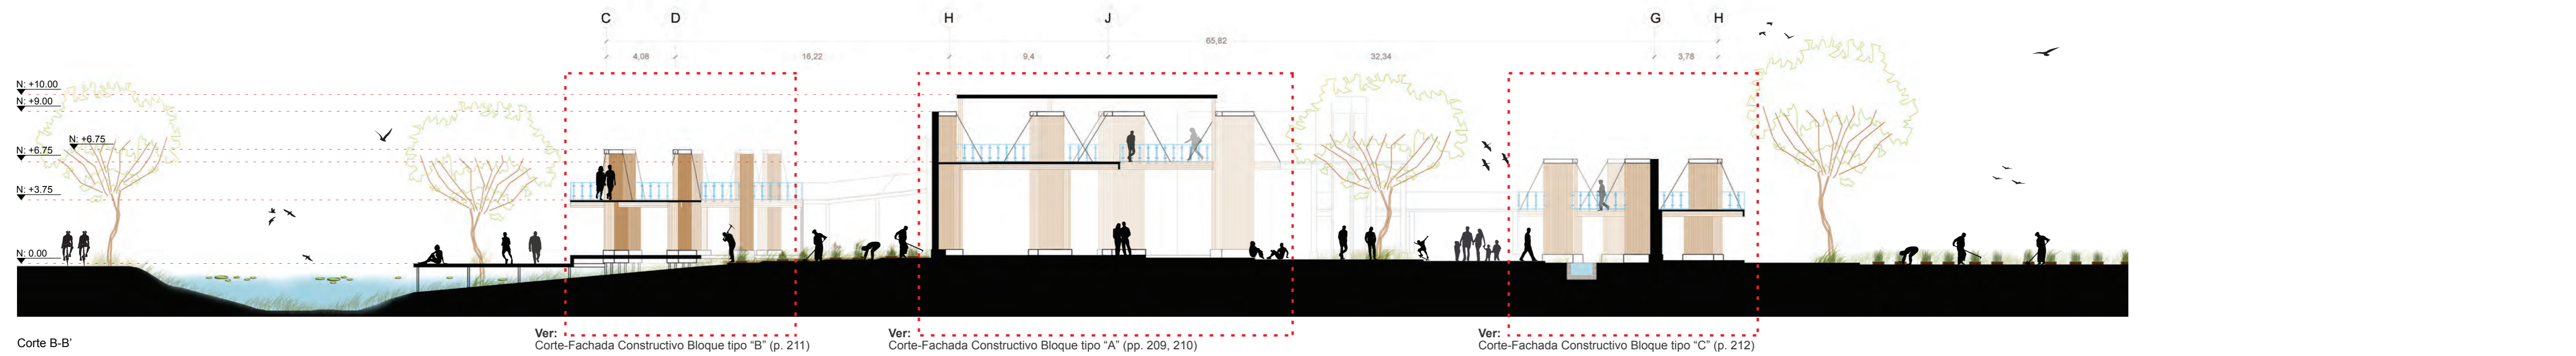 C D H J G H
65,82
4,08 16,22 9,4 32,34 3,78
N: +10.00
N: +9.00
N: +6.75
N: +6.75
N: +3.75
N: 0.00
Ver:
Corte-Fachada Constructivo Bloque tipo “B” (p. 211)
Ver:
Corte-Fachada Constructivo Bloque tipo “A” (pp. 209, 210)
Ver:
Corte-Fachada Constructivo Bloque tipo “C” (p. 212)
Corte B-B’